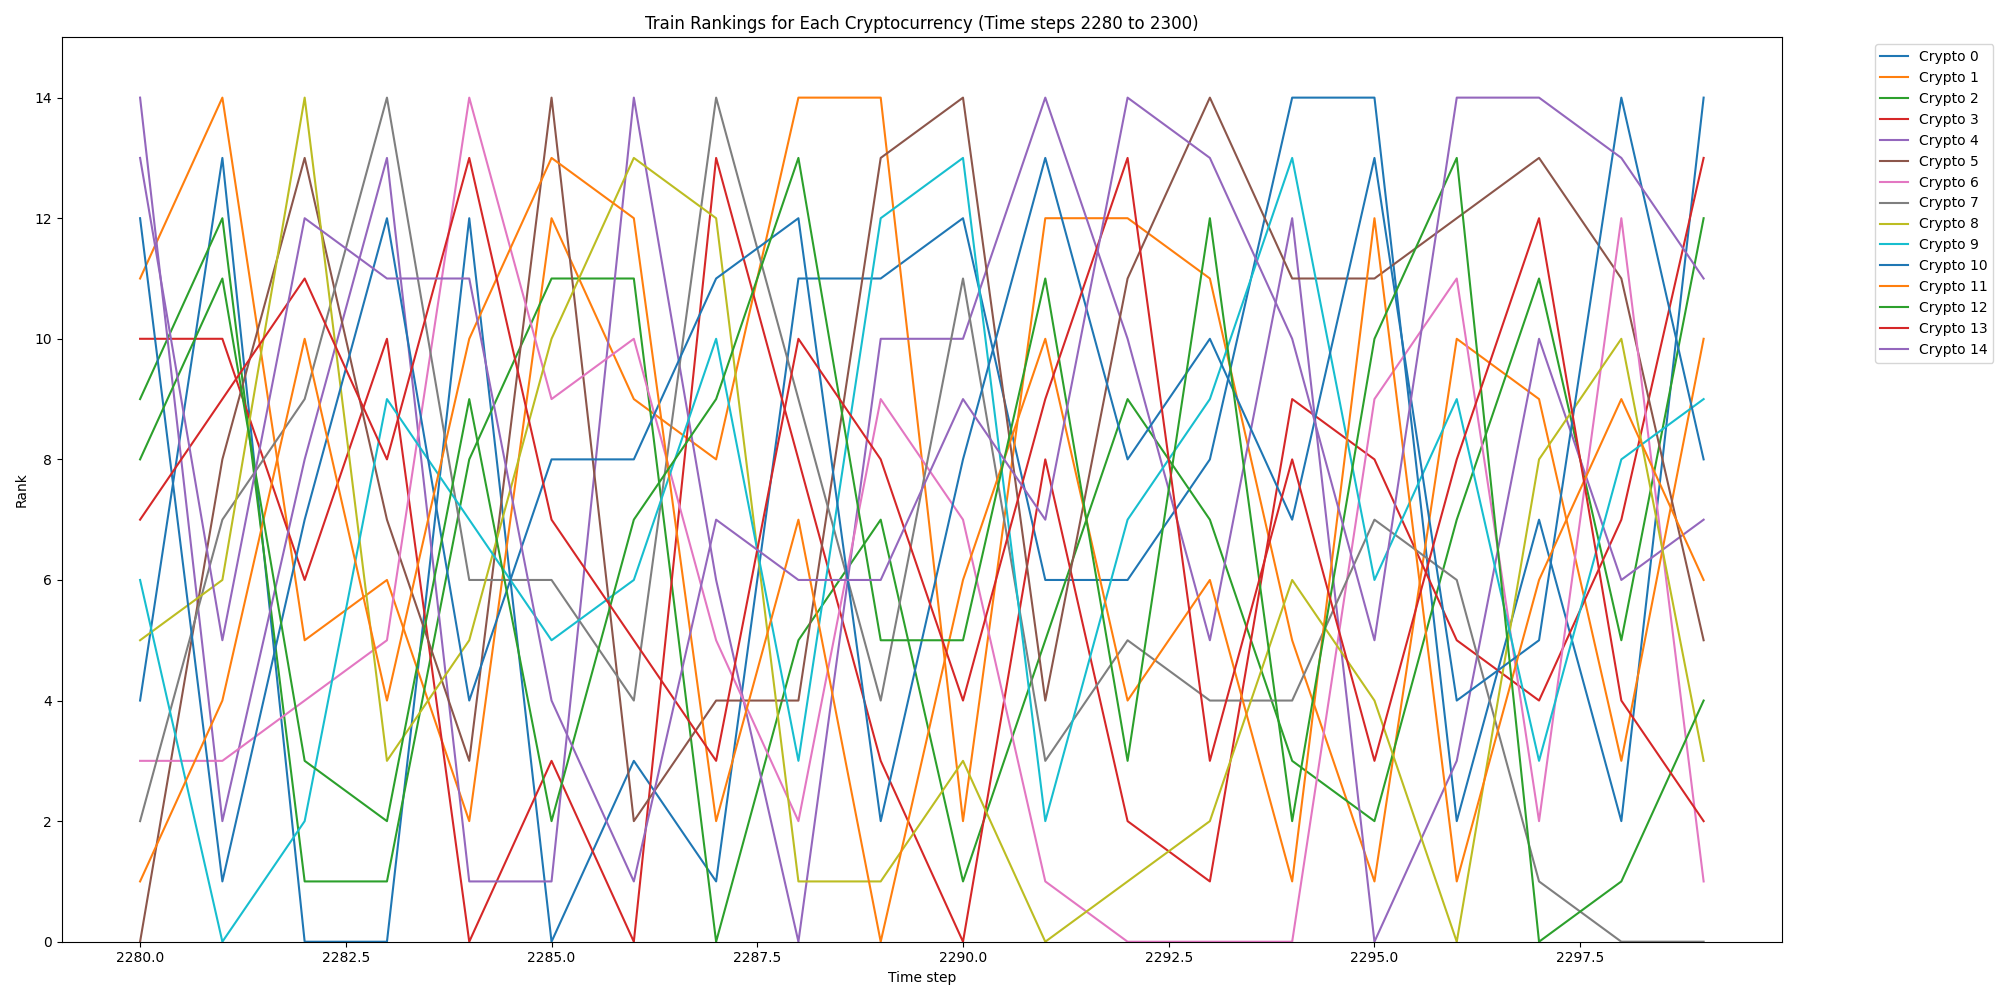 Train Rankings for Each Cryptocurrency (Time steps 2280 to 2300)
Rank
14
12
10
8
6
4
2
0
2280.0 2282.5 2285.0 2287.5 2290.0 2292.5 2295.0 2297.5
Time step
Crypto 0
Crypto 1
Crypto 2
Crypto 3
Crypto 4
Crypto 5
Crypto 6
Crypto 7
Crypto 8
Crypto 9
Crypto 10
Crypto 11
Crypto 12
Crypto 13
Crypto 14